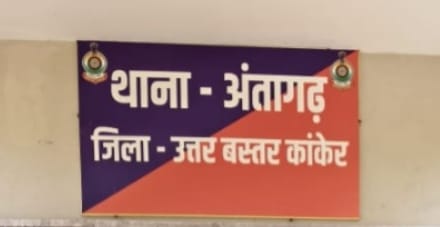 थाना - अंतागढ़
जिला - उत्तर बस्तर कांकेर